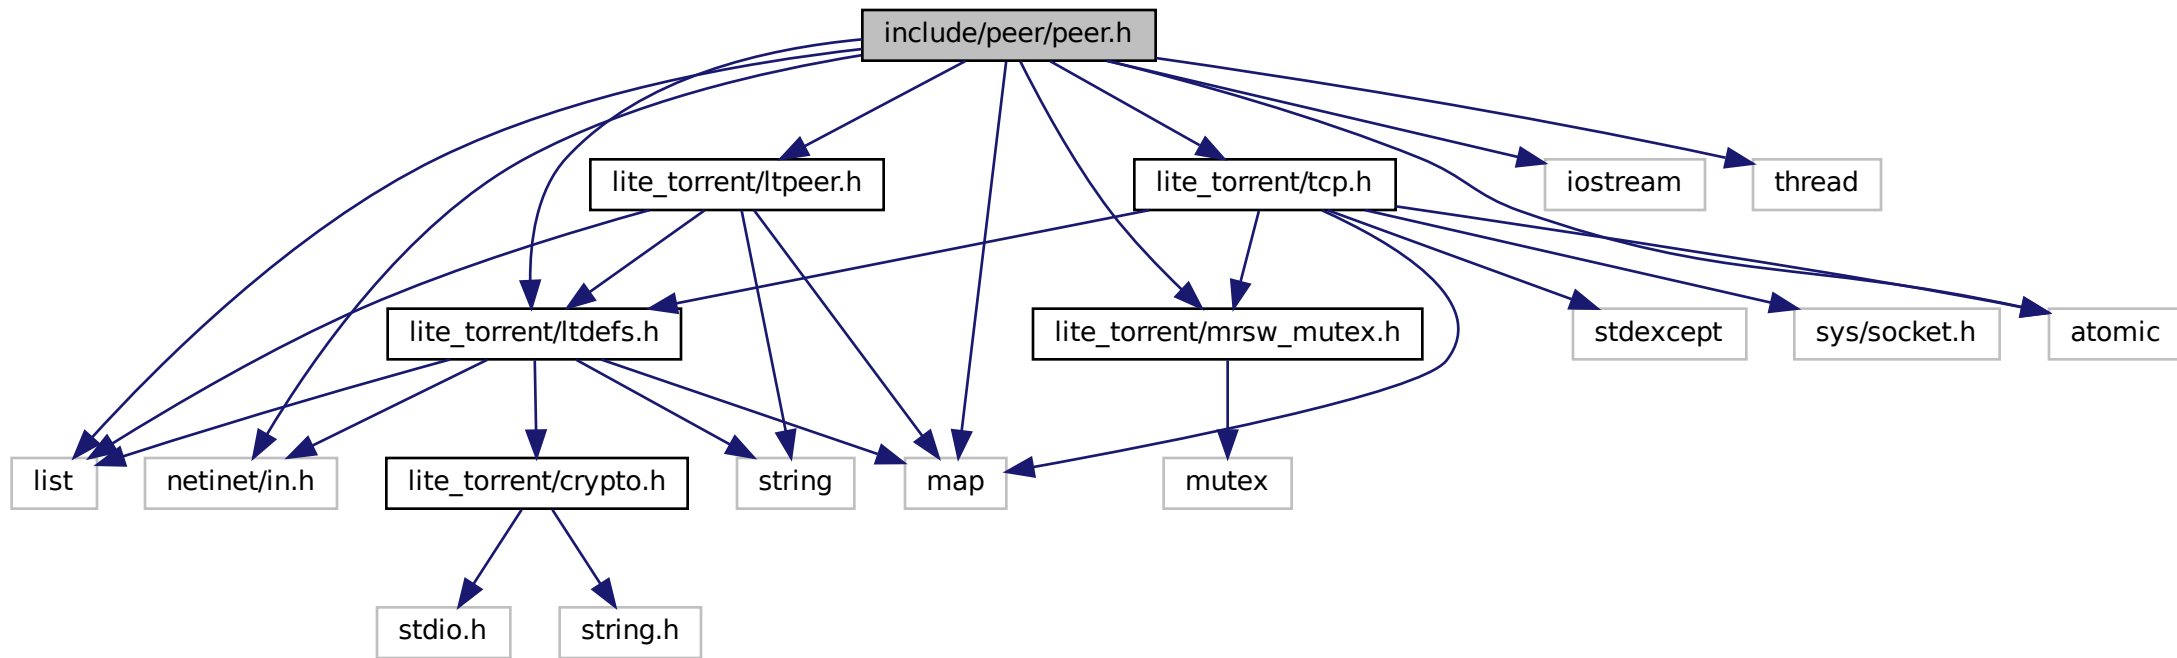 include/peer/peer.h
lite_torrent/ltpeer.h
lite_torrent/tcp.h
iostream
thread
lite_torrent/ltdefs.h
lite_torrent/mrsw_mutex.h
stdexcept
sys/socket.h
atomic
list
netinet/in.h
lite_torrent/crypto.h
string
map
mutex
stdio.h
string.h